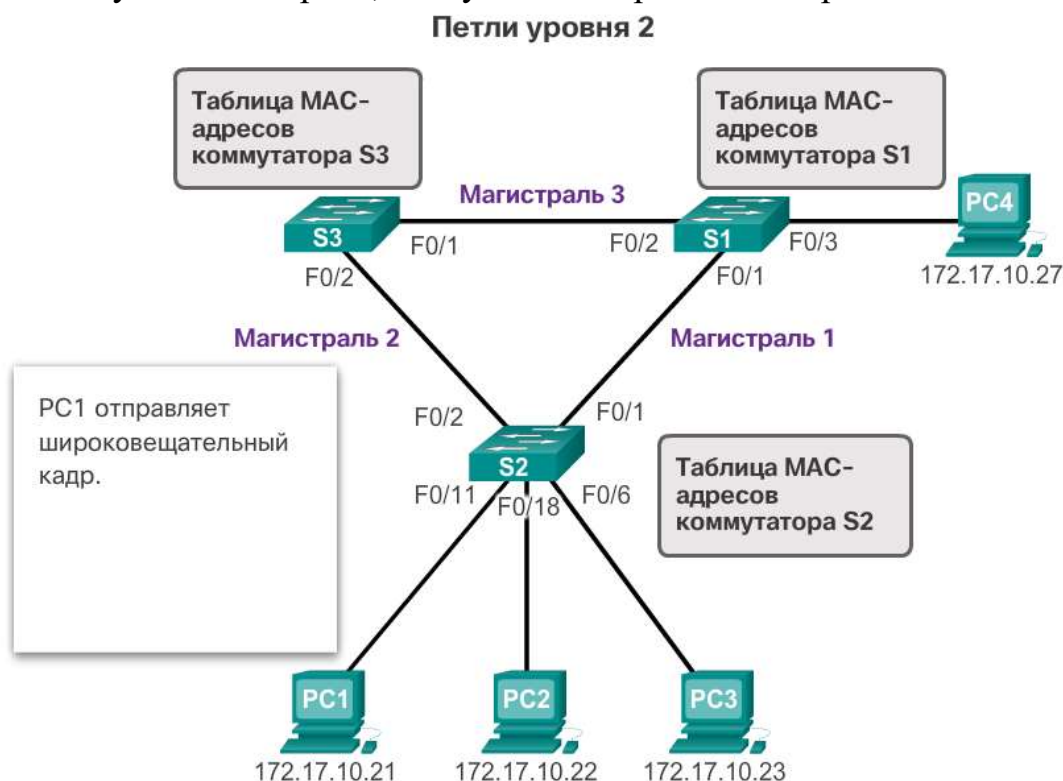 Петли уровня 2
Таблица MAC-
адресов
коммутатора S3
Таблица MAC-
адресов
коммутатора S1
Магистраль 3
PC4
S3
F0/1
F0/2
S1
F0/3
F0/2
F0/1
172.17.10.27
Магистраль 2
Магистраль 1
PC1 отправляет
широковещательный
кадр.
F0/2
F0/1
S2
F0/11
F0/18
F0/6
Таблица MAC-
адресов
коммутатора S2
PC1
PC2
PC3
172.17.10.21
172.17.10.22
172.17.10.23